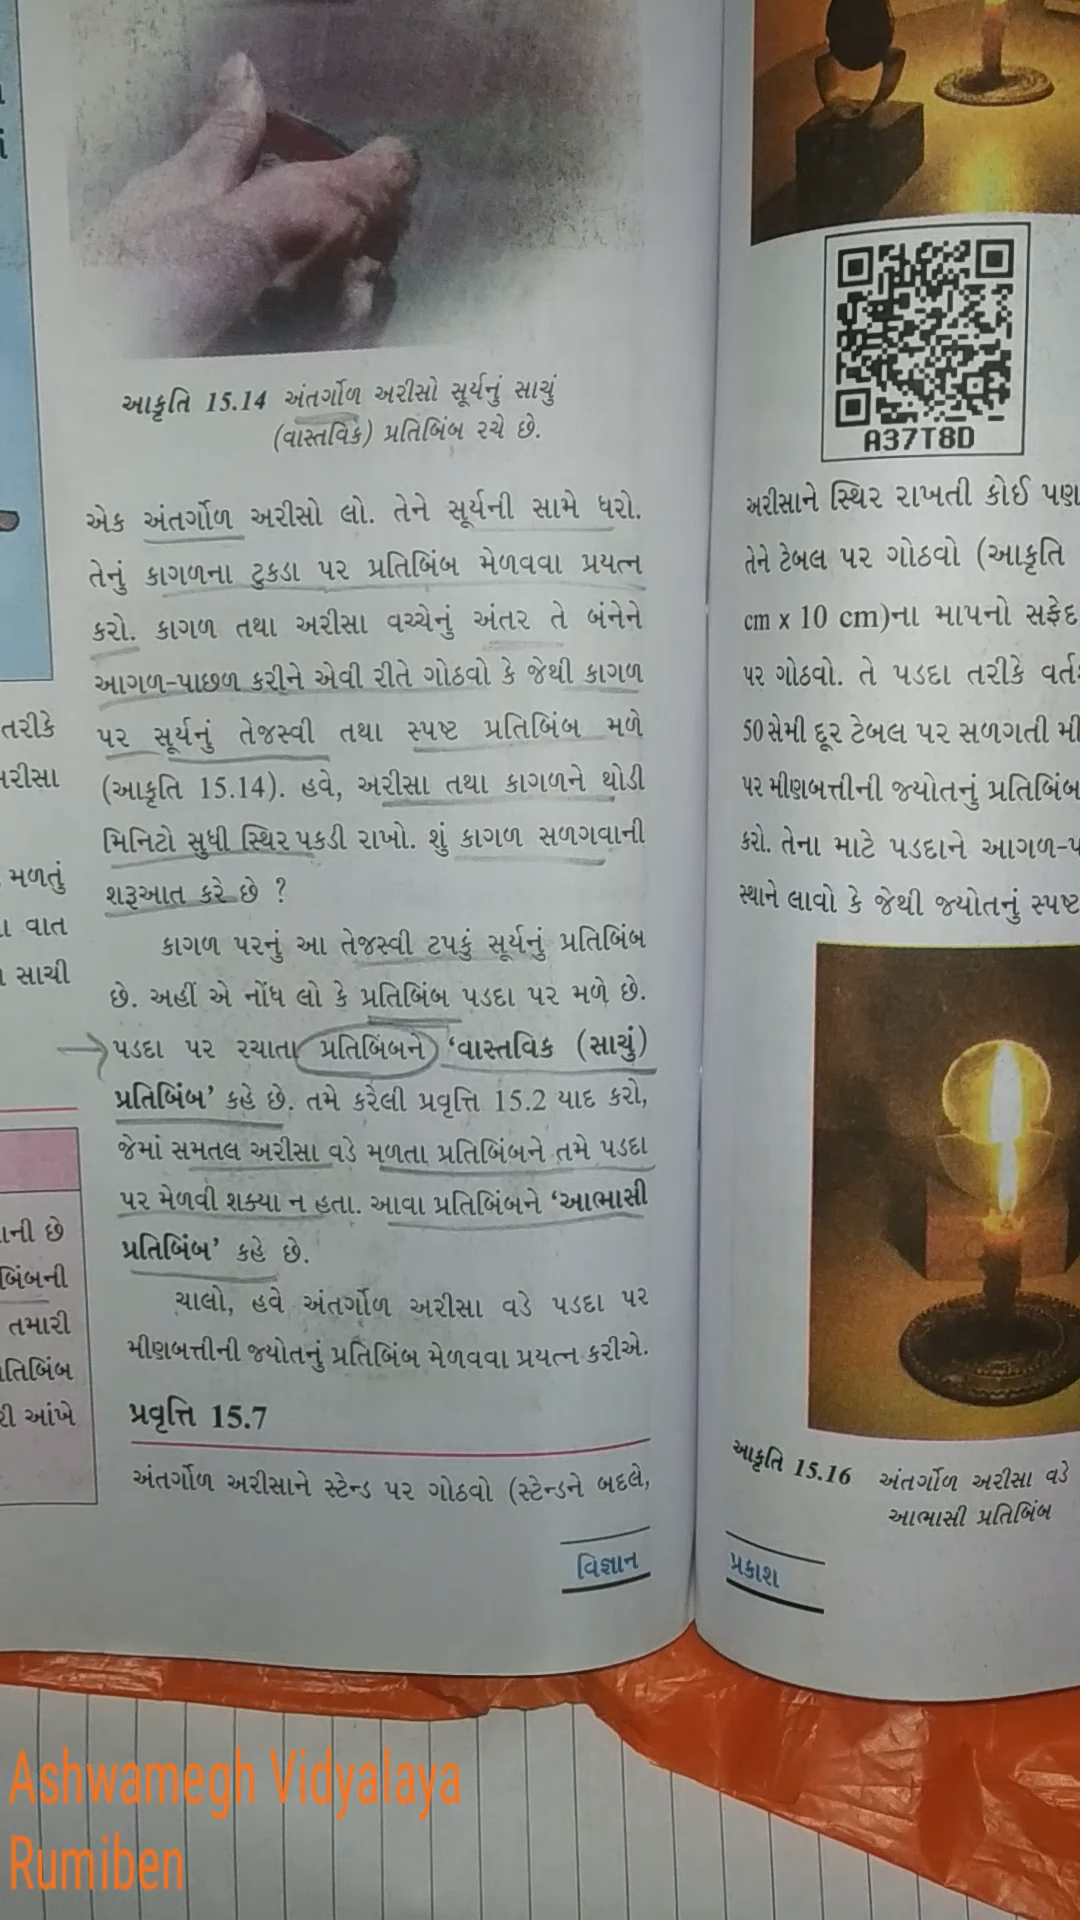 આકૃતિ 15.14 અંતર્ગોળ અરીસો સૂર્યનું સાચું
(વાસ્તવિક) પ્રતિબિંબ રચે છે.
એક અંતર્ગોળ અરીસો લો. તેને સૂર્યની સામે ધરો.
તેનું કાગળના ટુકડા પર પ્રતિબિંબ મેળવવા પ્રયત્ન
કરો. કાગળ તથા અરીસા વચ્ચેનું અંતર તે બંનેને
આગળ-પાછળ કરીને એવી રીતે ગોઠવો કે જેથી કાગળ
પર સૂર્યનું તેજસ્વી તથા સ્પષ્ટ પ્રતિબિંબ મળે
(આકૃતિ 15.14). હવે, અરીસા તથા કાગળને થોડી
મિનિટો સુધી સ્થિર પકડી રાખો. શું કાગળ સળગવાની
શરૂઆત કરે છે ?
કાગળ પરનું આ તેજસ્વી ટપકું સૂર્યનું પ્રતિબિંબ
છે. અહીં એ નોંધ લો કે પ્રતિબિંબ પડદા પર મળે છે.
પડદા પર રચાતા પ્રતિબિંબને 'વાસ્તવિક (સાચું)
પ્રતિબિંબ' કહે છે. તમે કરેલી પ્રવૃત્તિ 15.2 યાદ કરો,
જેમાં સમતલ અરીસા વડે મળતા પ્રતિબિંબને તમે પડદા
પર મેળવી શક્યા ન હતા. આવા પ્રતિબિંબને 'આભાસી
પ્રતિબિંબ' કહે છે.
ચાલો, હવે અંતર્ગોળ અરીસા વડે પડદા પર
મીણબત્તીની જ્યોતનું પ્રતિબિંબ મેળવવા પ્રયત્ન કરીએ.
પ્રવૃત્તિ 15.7
અંતર્ગોળ અરીસાને સ્ટેન્ડ પર ગોઠવો (સ્ટેન્ડને બદલે,
વિજ્ઞાન
તરીકે
મળતું
વાત
સાચી
છે
તમારી
આંખે
A37T8D
અરીસાને સ્થિર રાખતી કોઈ પણ
તેને ટેબલ પર ગોઠવો (આકૃતિ
cm x 10 cm)ના માપનો સફેદ
પર ગોઠવો. તે પડદા તરીકે
50 સેમી દૂર ટેબલ પર સળગતી
પર મીણબત્તીની જ્યોતનું પ્રતિબિંબ
કરો. તેના માટે પડદાને
સ્થાને લાવો કે જેથી જ્યોતનું સ્પષ્ટ
આકૃતિ 15.16 અંતર્ગોળ અરીસા વડે
આભાસી પ્રતિબિંબ
પ્રકાશ
Ashwamegh Vidyalaya
Rumiben